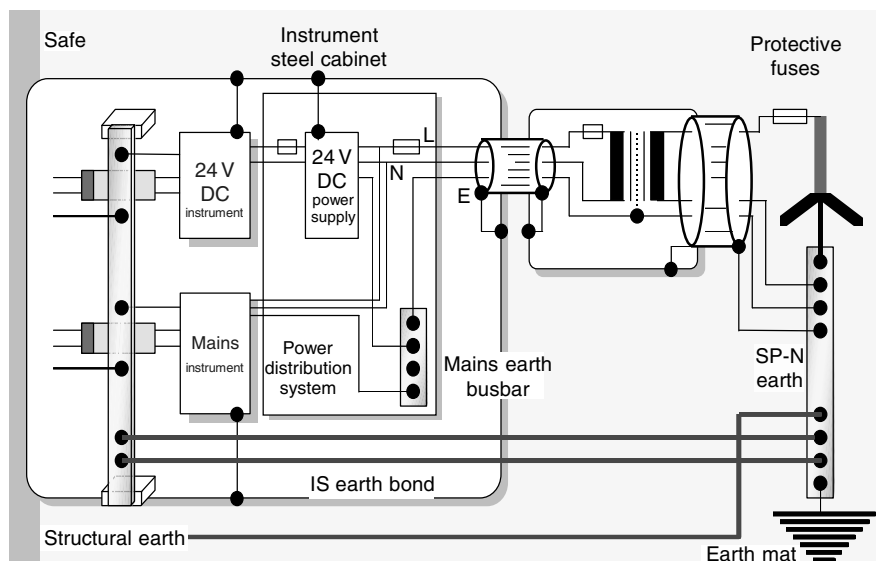 Safe
Instrument
steel cabinet
Protective
fuses
24 V
DC
instrument
24 V
DC
power
supply
L
N
E
Mains
instrument
Power
distribution
system
Mains earth
busbar
SP-N
earth
IS earth bond
Structural earth
Earth mat